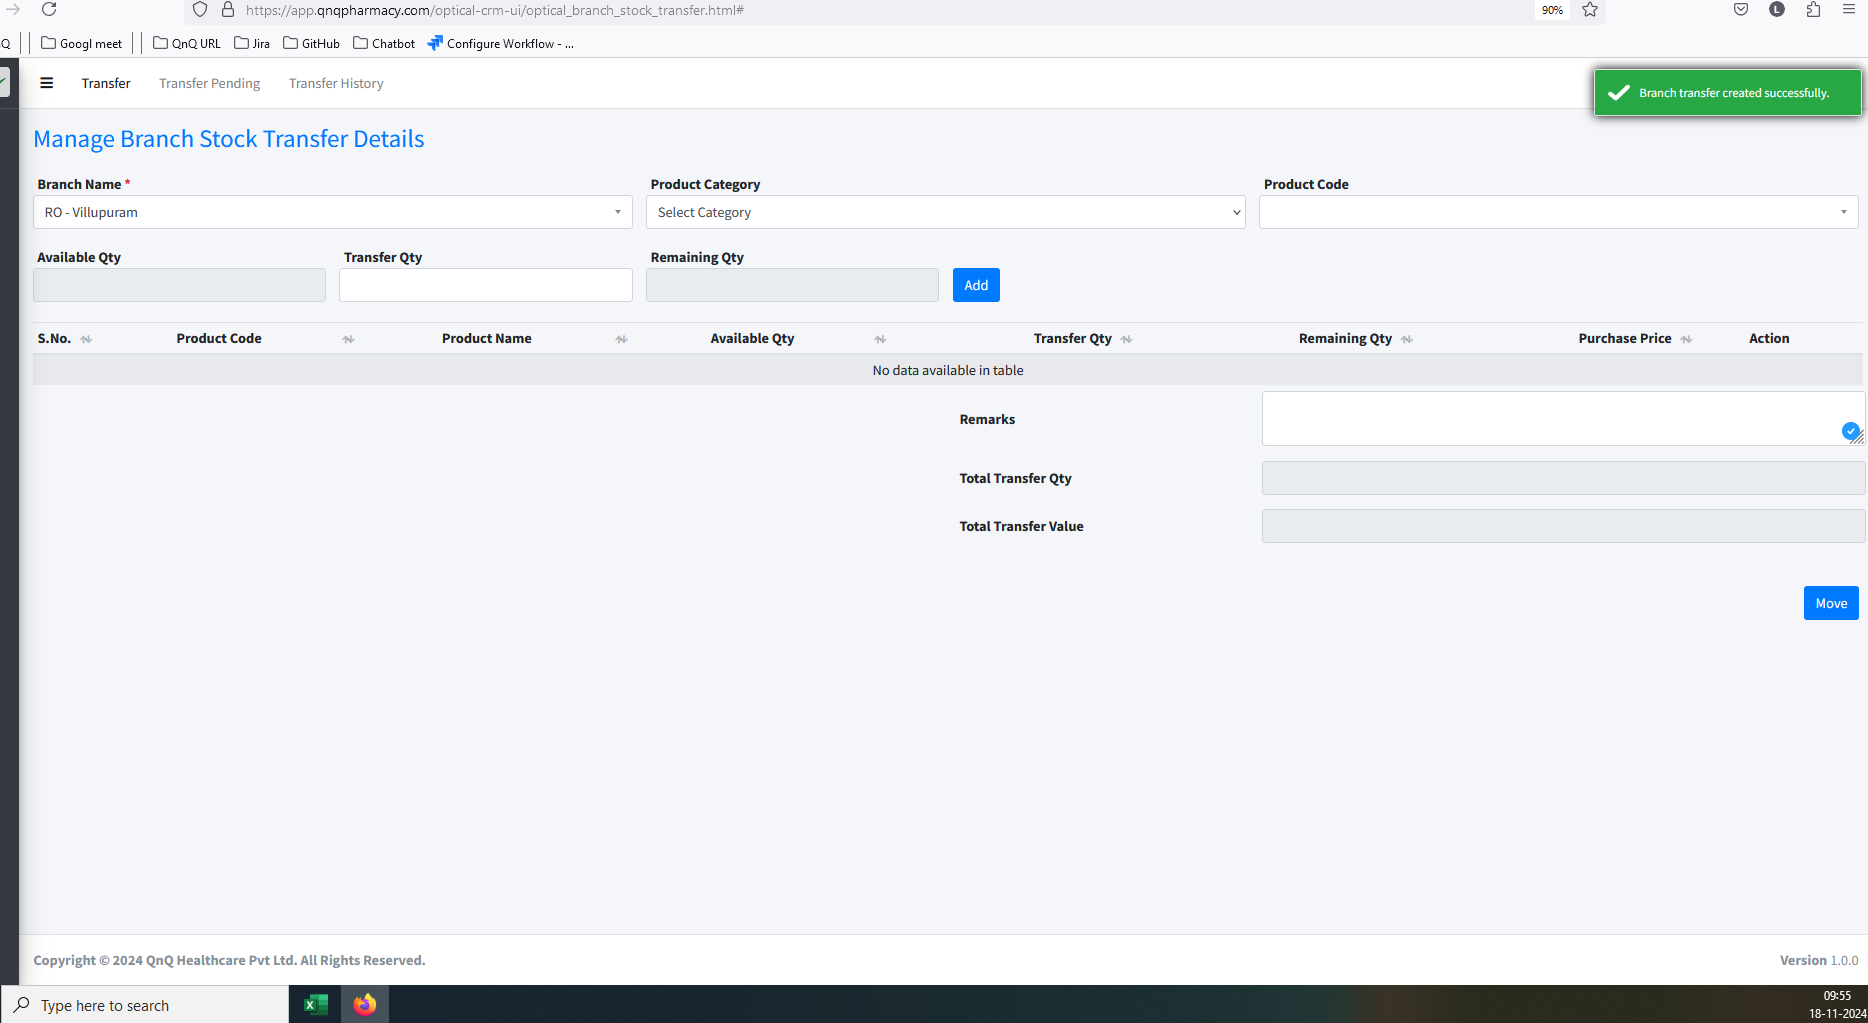 https://app.qnqpharmacy.com/optical-crm-ui/optical_branch_stock_transfer.html#
90%
L
Q
Googl meet
QnQ URL
Jira
GitHub
Chatbot
Configure Workflow - ...
Transfer
Transfer Pending
Transfer History
Branch transfer created successfully.
Manage Branch Stock Transfer Details
Branch Name *
Product Category
Product Code
RO - Villupuram
Select Category
Available Qty
Transfer Qty
Remaining Qty
Add
S.No.
Product Code
Product Name
Available Qty
Transfer Qty
Remaining Qty
Purchase Price
Action
No data available in table
Remarks
Total Transfer Qty
Total Transfer Value
Move
Copyright © 2024 QnQ Healthcare Pvt Ltd. All Rights Reserved.
Version 1.0.0
Type here to search
09:55
18-11-2024